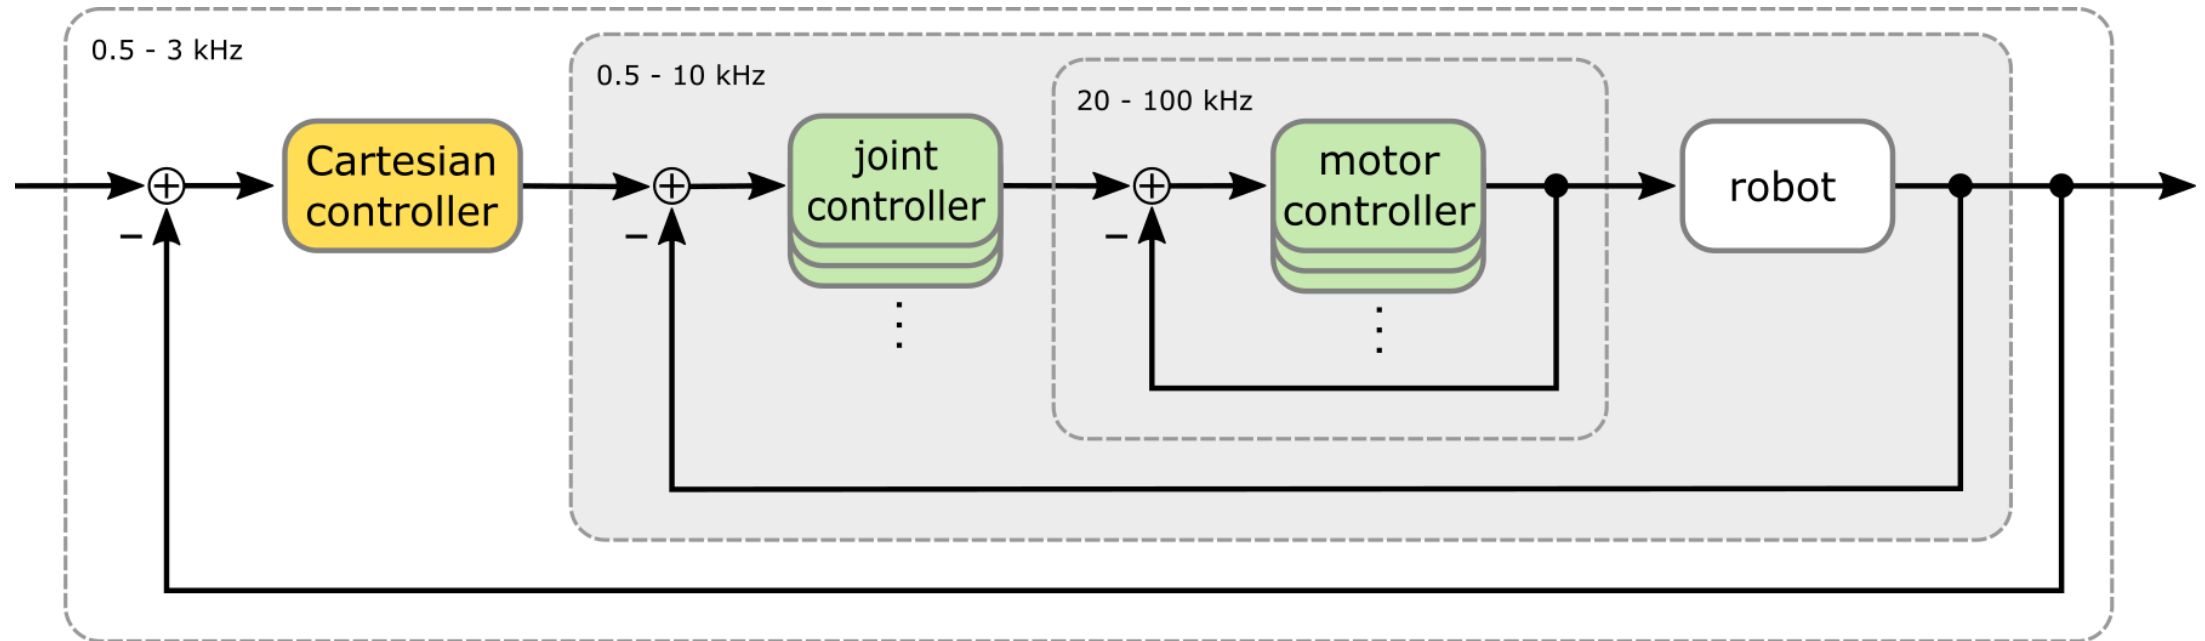 0.5 - 3 kHz
0.5 - 10 kHz
20 - 100 kHz
Cartesian
controller
joint
controller
motor
controller
robot
−
−
−